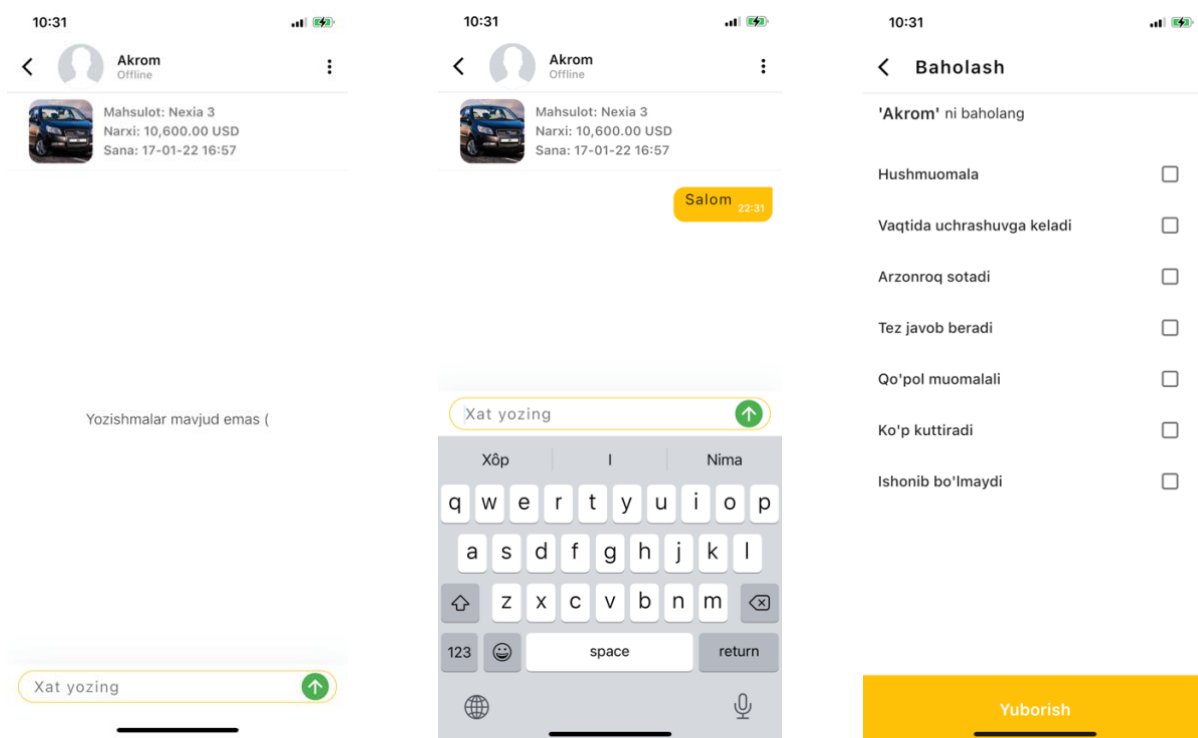 10:31
Akrom
Offline
Mahsulot: Nexia 3
Narxi: 10,600.00 USD
Sana: 17-01-22 16:57
Yozishmalar mavjud emas (
Xat yozing
10:31
Akrom
Offline
Mahsulot: Nexia 3
Narxi: 10,600.00 USD
Sana: 17-01-22 16:57
Salom 22:31
Xat yozing
Xôp I Nima
q w e r t y u i o p
a s d f g h j k l
z x c v b n m
123 space return
10:31
Baholash
'Akrom' ni baholang
Hushmuomala
Vaqtida uchrashuvga keladi
Arzonroq sotadi
Tez javob beradi
Qo'pol muomalali
Ko'p kuttiradi
Ishonib bo'lmaydi
Yuborish